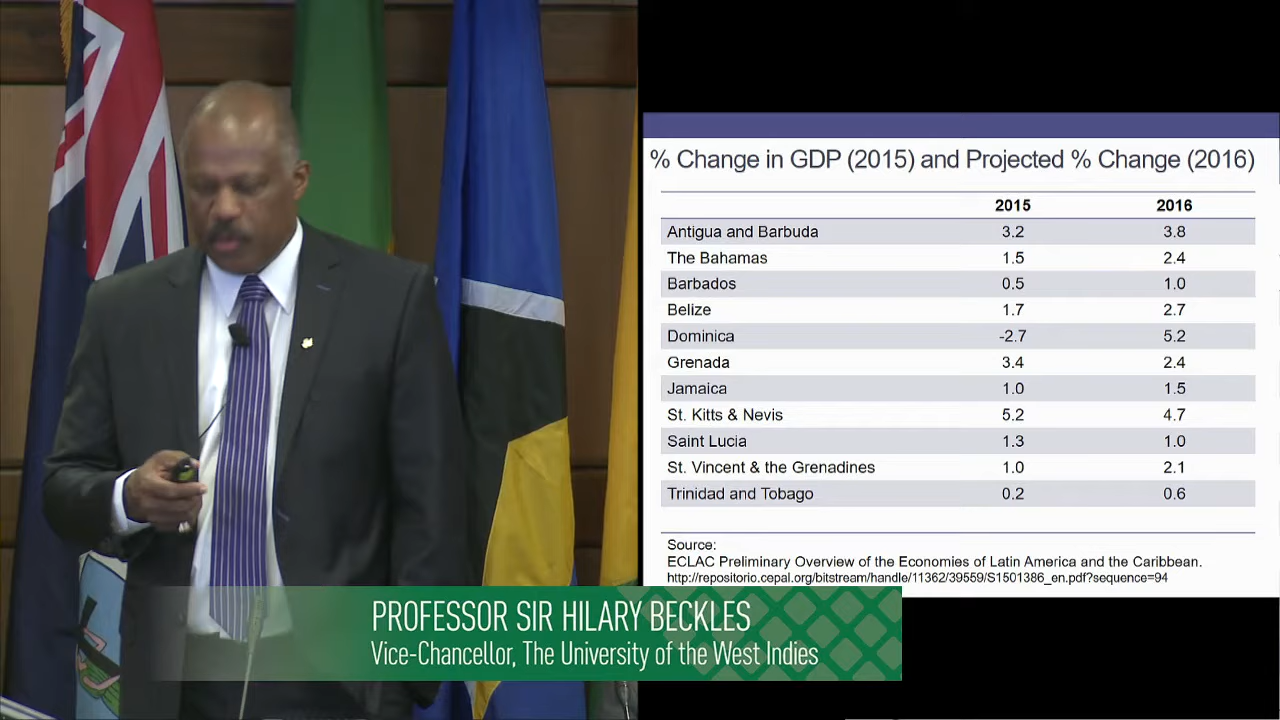 % Change in GDP (2015) and Projected % Change (2016)
2015 2016
Antigua and Barbuda 3.2 3.8
The Bahamas 1.5 2.4
Barbados 0.5 1.0
Belize 1.7 2.7
Dominica -2.7 5.2
Grenada 3.4 2.4
Jamaica 1.0 1.5
St. Kitts & Nevis 5.2 4.7
Saint Lucia 1.3 1.0
St. Vincent & the Grenadines 1.0 2.1
Trinidad and Tobago 0.2 0.6
Source:
ECLAC Preliminary Overview of the Economies of Latin America and the Caribbean.
http://repositorio.cepal.org/bitstream/handle/11362/39559/S1501386_en.pdf?sequence=94
PROFESSOR SIR HILARY BECKLES
Vice-Chancellor, The University of the West Indies